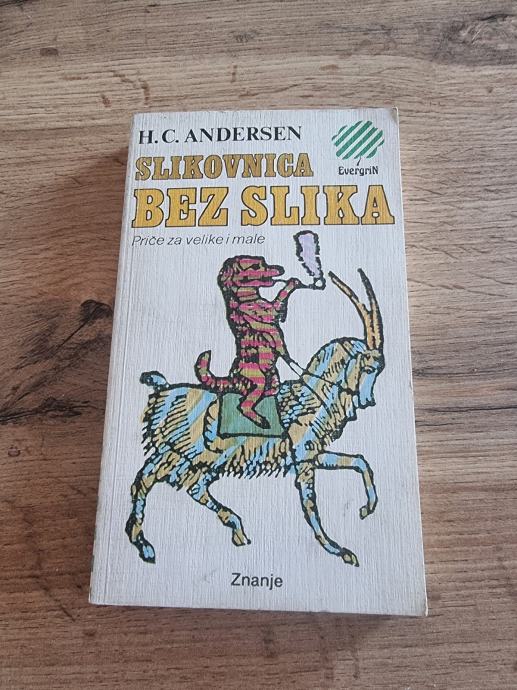 H. C. ANDERSEN
SLIKOVNICA
BEZ SLIKA
Priče za velike i male
EvergriN
Znanje